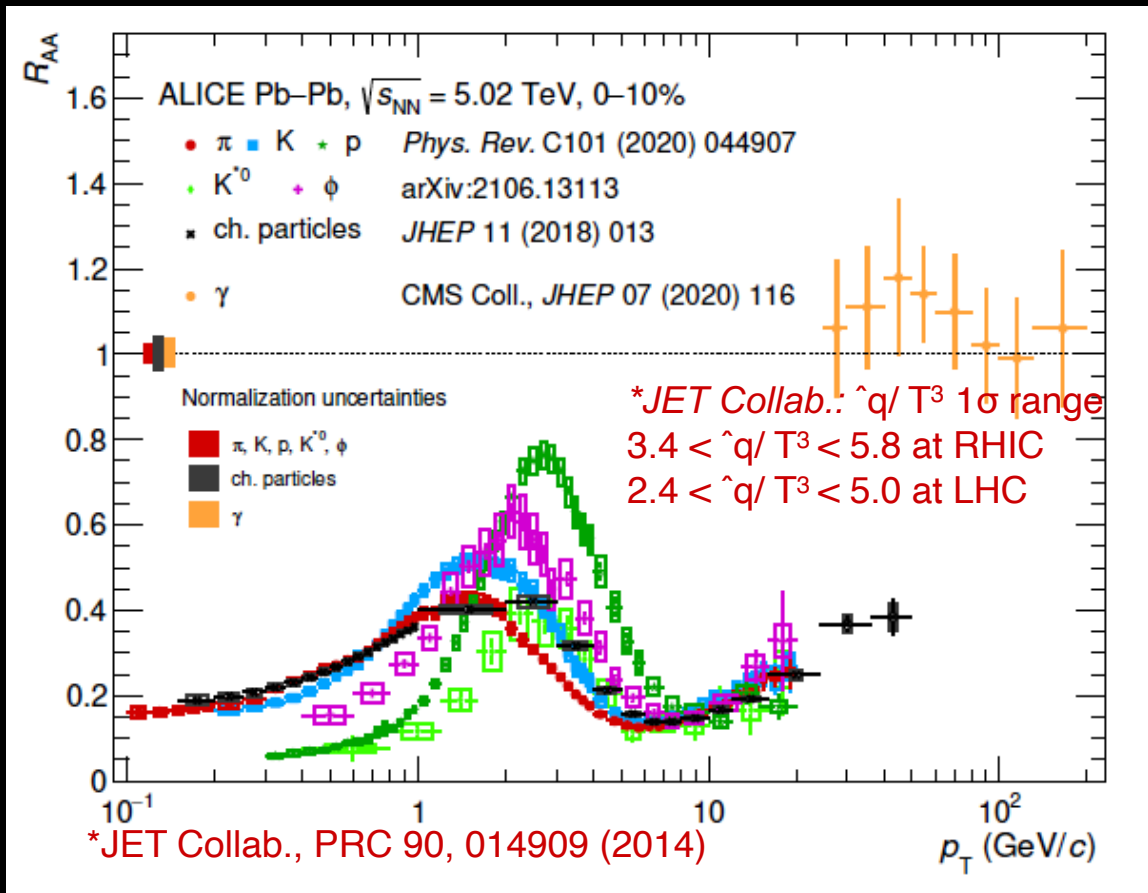 R_AA
ALICE Pb–Pb, √s_NN = 5.02 TeV, 0–10%
π K p Phys. Rev. C101 (2020) 044907
K*0 ϕ arXiv:2106.13113
ch. particles JHEP 11 (2018) 013
γ CMS Coll., JHEP 07 (2020) 116
1.6
1.4
1.2
1
0.8
0.6
0.4
0.2
0
Normalization uncertainties
π, K, p, K*0, ϕ
ch. particles
γ
*JET Collab.: ˆq/ T³ 1σ range
3.4 < ˆq/ T³ < 5.8 at RHIC
2.4 < ˆq/ T³ < 5.0 at LHC
10⁻¹ 1 10 10²
*JET Collab., PRC 90, 014909 (2014)
p_T (GeV/c)